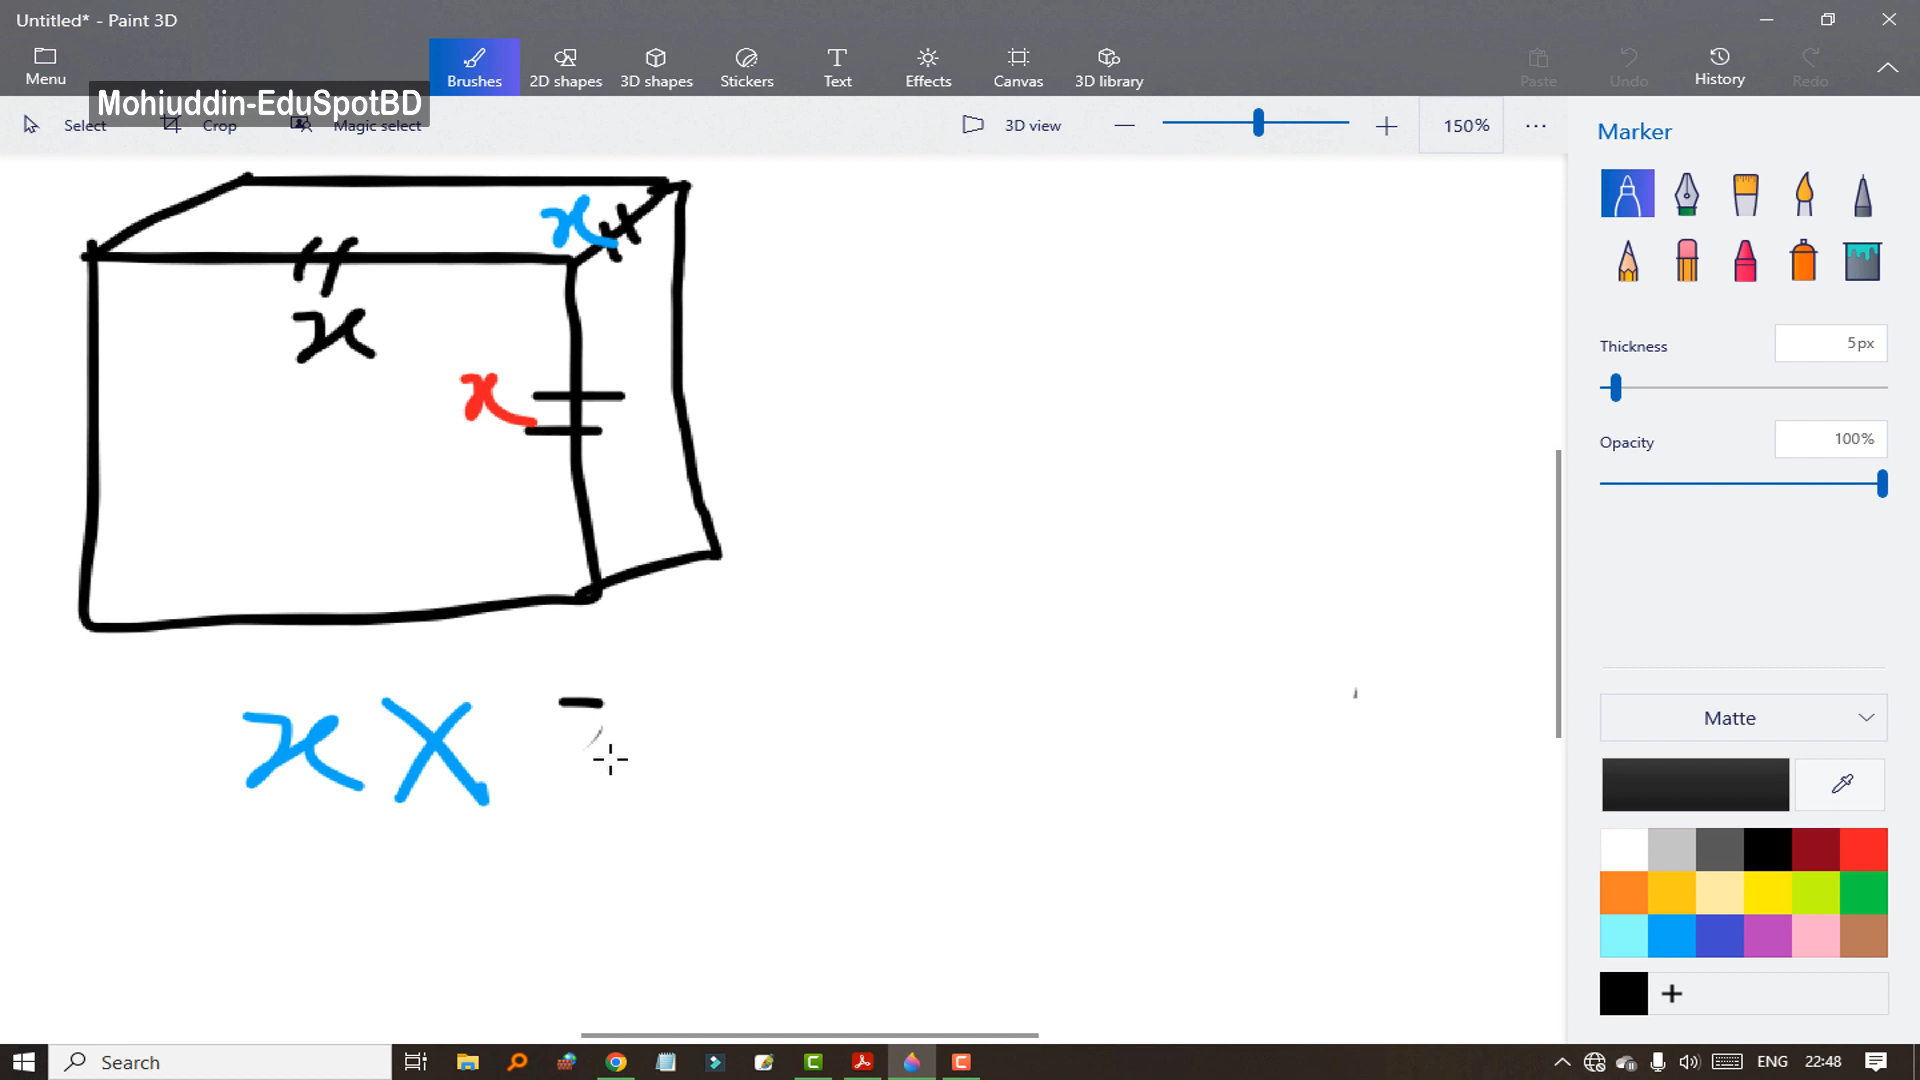 Untitled* - Paint 3D
Menu
Brushes
2D shapes
3D shapes
Stickers
Text
Effects
Canvas
3D library
Paste
Undo
History
Redo
Mohiuddin-EduSpotBD
Select
Crop
Magic select
3D view
150%
Marker
Thickness
5px
Opacity
100%
Matte
x
x
x
x X
Search
ENG
22:48